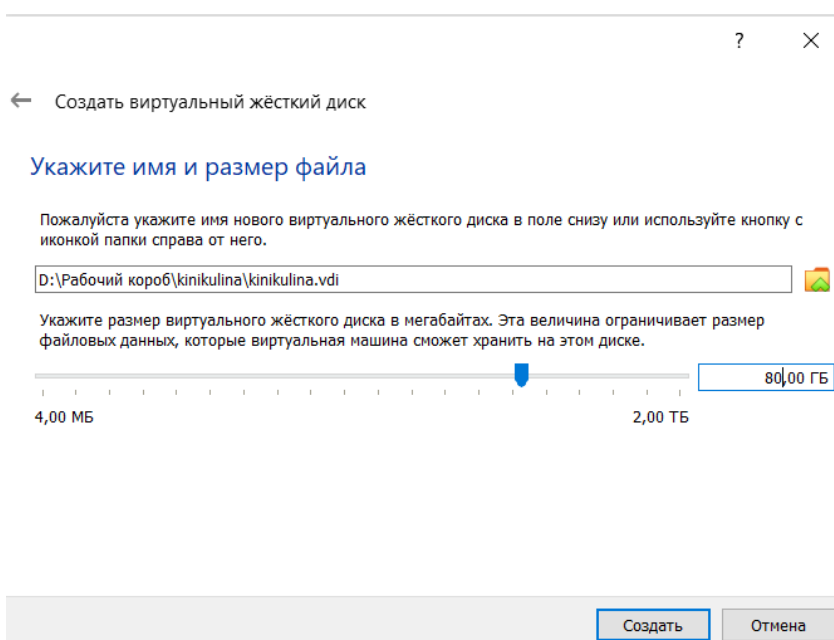 ?
Создать виртуальный жёсткий диск
Укажите имя и размер файла
Пожалуйста укажите имя нового виртуального жёсткого диска в поле снизу или используйте кнопку с
иконкой папки справа от него.
D:\Рабочий короб\kinikulina\kinikulina.vdi
Укажите размер виртуального жёсткого диска в мегабайтах. Эта величина ограничивает размер
файловых данных, которые виртуальная машина сможет хранить на этом диске.
80,00 ГБ
4,00 МБ 2,00 ТБ
Создать Отмена